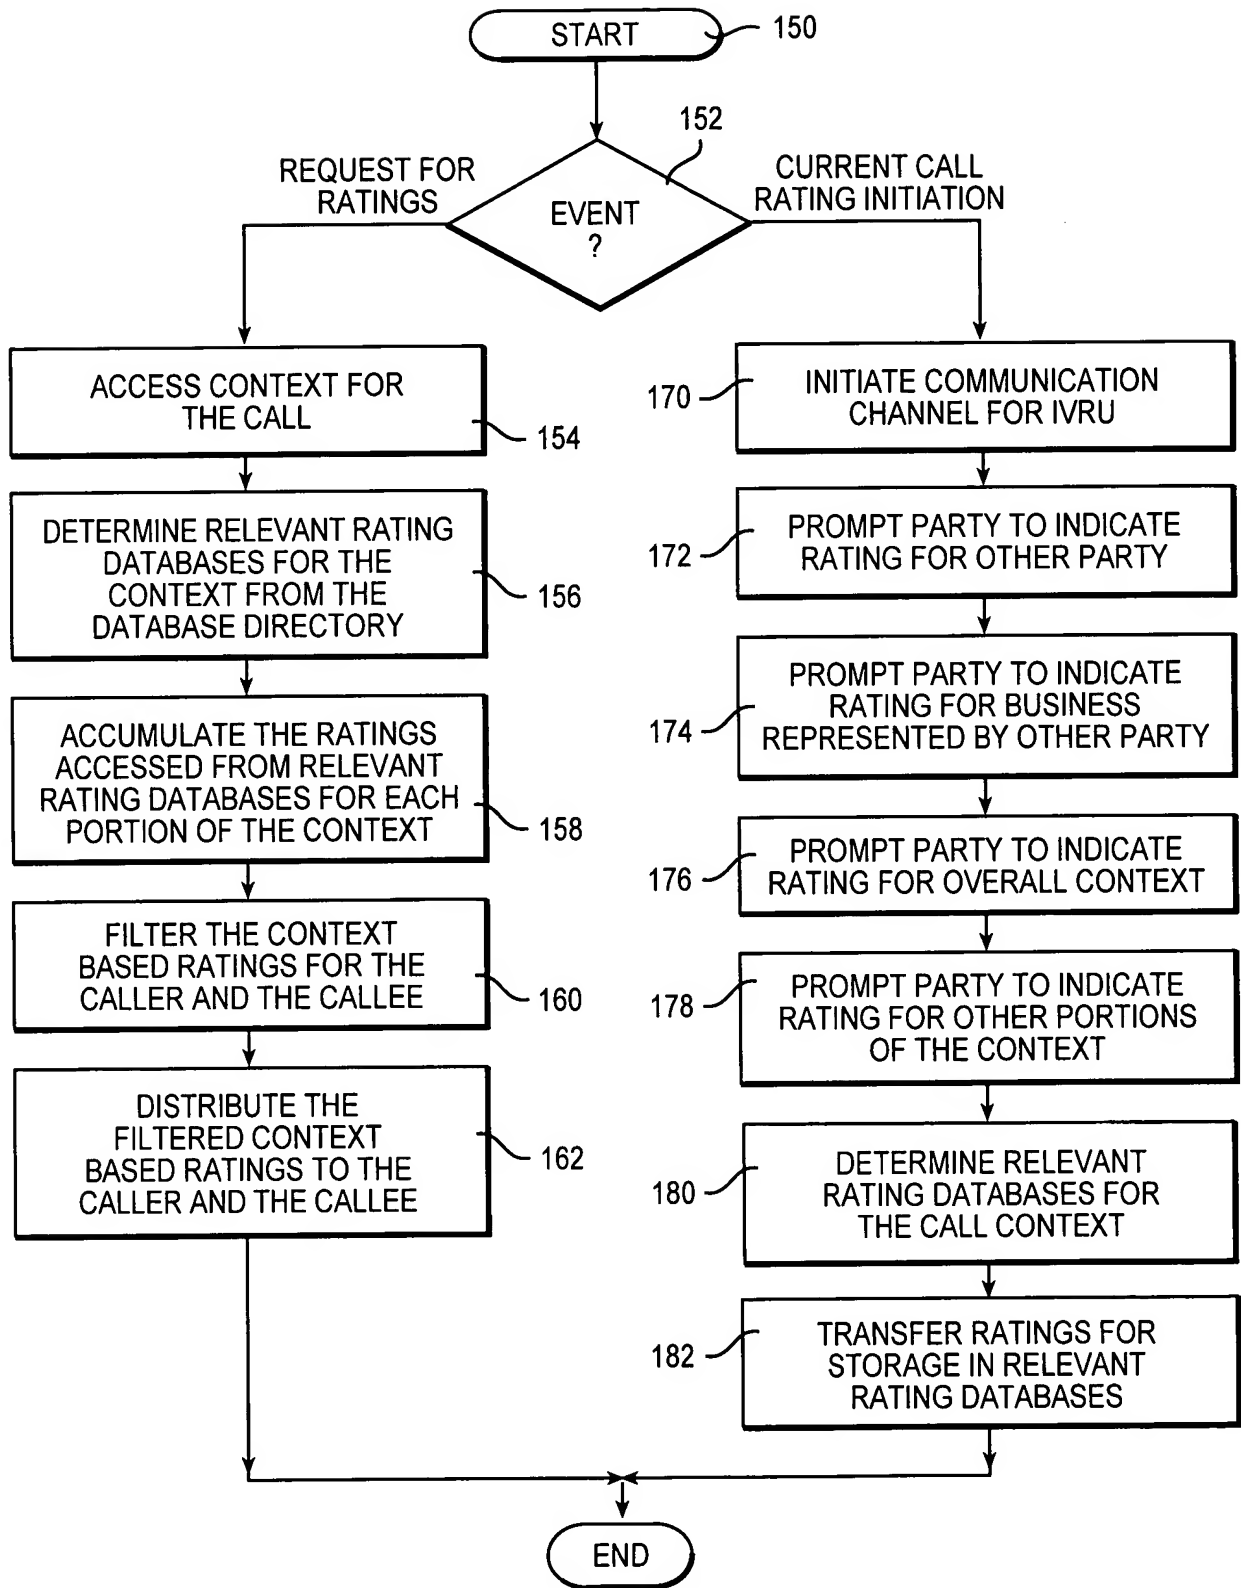 START
150
152
REQUEST FOR
RATINGS
CURRENT CALL
RATING INITIATION
EVENT
?
ACCESS CONTEXT FOR
THE CALL
154
DETERMINE RELEVANT RATING
DATABASES FOR THE
CONTEXT FROM THE
DATABASE DIRECTORY
156
ACCUMULATE THE RATINGS
ACCESSED FROM RELEVANT
RATING DATABASES FOR EACH
PORTION OF THE CONTEXT
158
FILTER THE CONTEXT
BASED RATINGS FOR THE
CALLER AND THE CALLEE
160
DISTRIBUTE THE
FILTERED CONTEXT
BASED RATINGS TO THE
CALLER AND THE CALLEE
162
170
INITIATE COMMUNICATION
CHANNEL FOR IVRU
172
PROMPT PARTY TO INDICATE
RATING FOR OTHER PARTY
174
PROMPT PARTY TO INDICATE
RATING FOR BUSINESS
REPRESENTED BY OTHER PARTY
176
PROMPT PARTY TO INDICATE
RATING FOR OVERALL CONTEXT
178
PROMPT PARTY TO INDICATE
RATING FOR OTHER PORTIONS
OF THE CONTEXT
180
DETERMINE RELEVANT
RATING DATABASES FOR
THE CALL CONTEXT
182
TRANSFER RATINGS FOR
STORAGE IN RELEVANT
RATING DATABASES
END